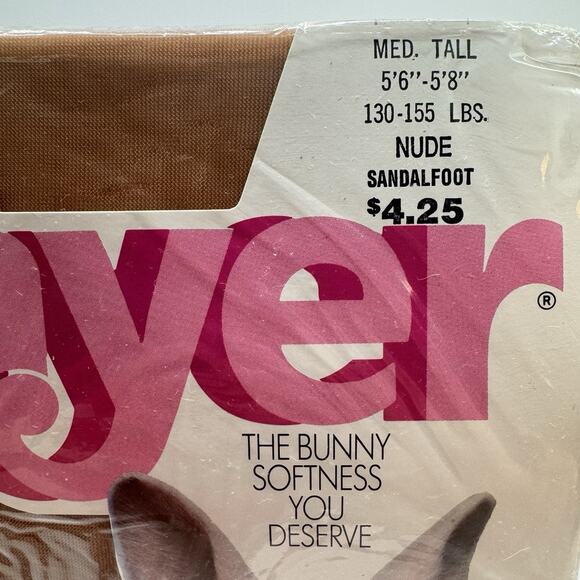 MED. TALL
5'6"-5'8"
130-155 LBS.
NUDE
SANDALFOOT
$4.25
yer®
THE BUNNY
SOFTNESS
YOU
DESERVE